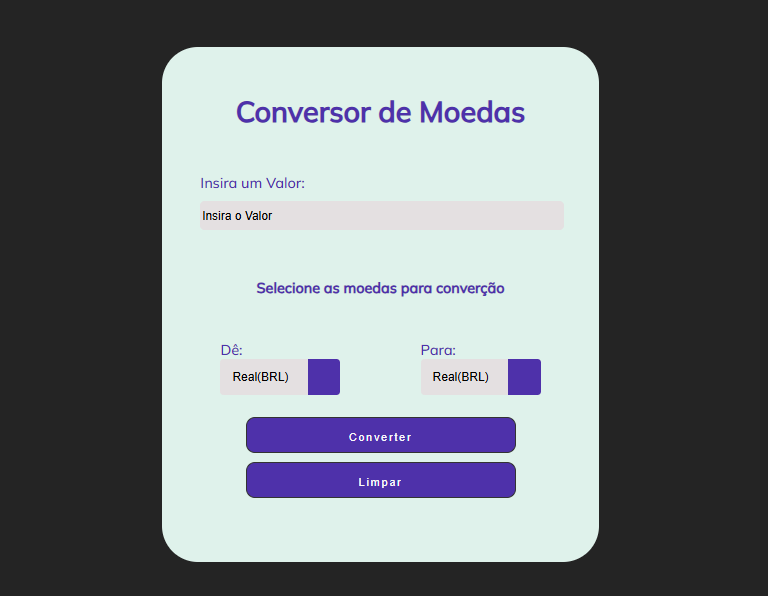 Conversor de Moedas
Insira um Valor:
Insira o Valor
Selecione as moedas para converção
Dê: Para:
Real(BRL) Real(BRL)
Converter
Limpar